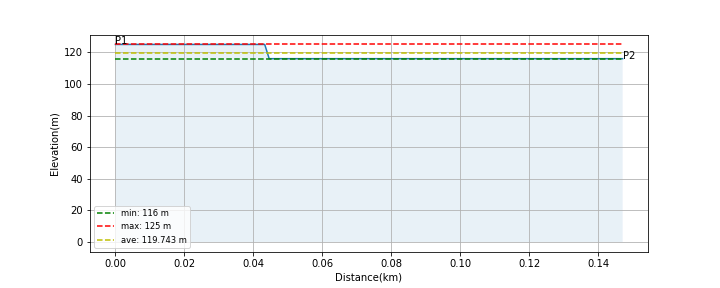 P1
P2
120
100
80
60
40
20
0
Elevation(m)
min: 116 m
max: 125 m
ave: 119.743 m
0.00 0.02 0.04 0.06 0.08 0.10 0.12 0.14
Distance(km)